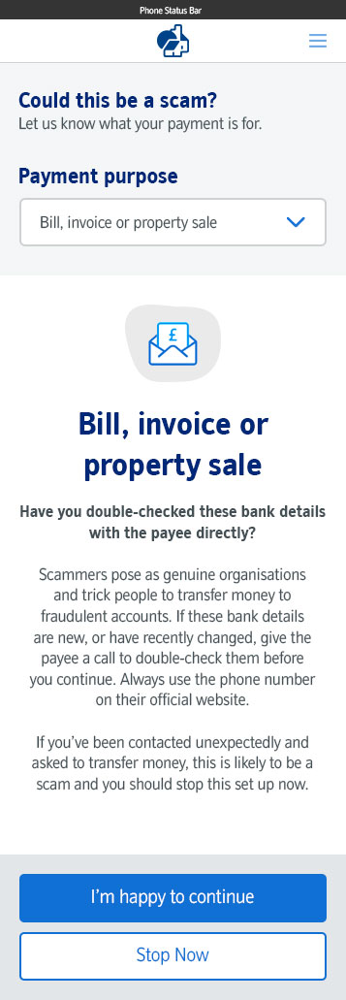 Phone Status Bar
Could this be a scam?
Let us know what your payment is for.
Payment purpose
Bill, invoice or property sale
£
Bill, invoice or
property sale
Have you double-checked these bank details
with the payee directly?
Scammers pose as genuine organisations
and trick people to transfer money to
fraudulent accounts. If these bank details
are new, or have recently changed, give the
payee a call to double-check them before
you continue. Always use the phone number
on their official website.
If you’ve been contacted unexpectedly and
asked to transfer money, this is likely to be a
scam and you should stop this set up now.
I’m happy to continue
Stop Now